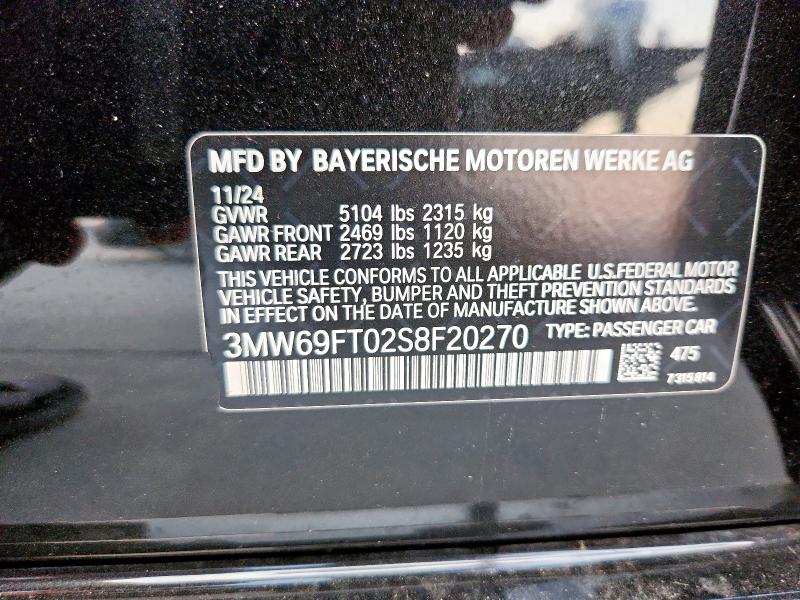 MFD BY BAYERISCHE MOTOREN WERKE AG
11/24
GVWR 5104 lbs 2315 kg
GAWR FRONT 2469 lbs 1120 kg
GAWR REAR 2723 lbs 1235 kg
THIS VEHICLE CONFORMS TO ALL APPLICABLE U.S.FEDERAL MOTOR
VEHICLE SAFETY, BUMPER AND THEFT PREVENTION STANDARDS
IN EFFECT ON THE DATE OF MANUFACTURE SHOWN ABOVE.
3MW69FT02S8F20270 TYPE: PASSENGER CAR
475
7315814